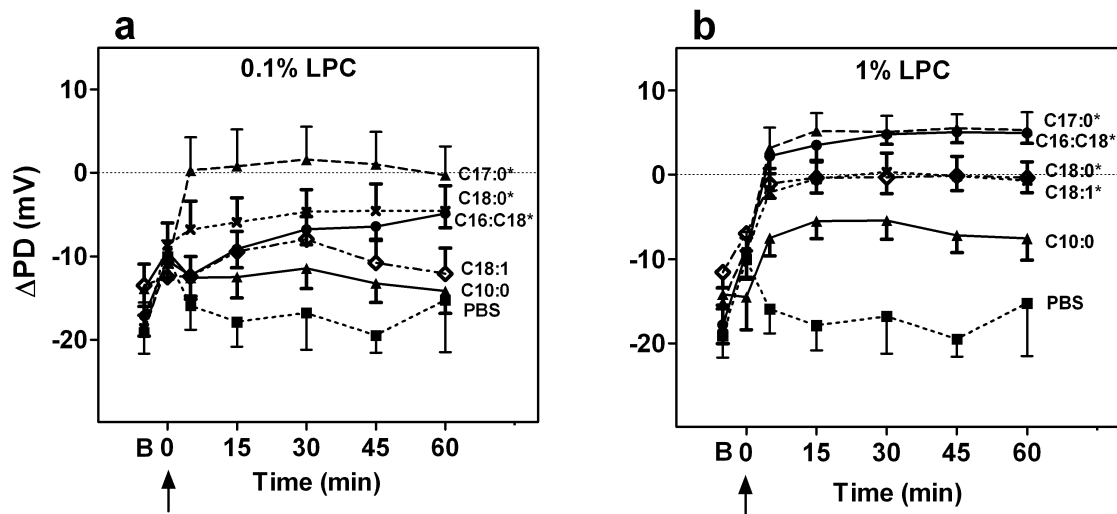 a
0.1% LPC
10
0
-10
-20
ΔPD (mV)
C17:0*
C18:0*
C16:C18*
C18:1
C10:0
PBS
B 0 15 30 45 60
Time (min)
b
1% LPC
10
0
-10
-20
C17:0*
C16:C18*
C18:0*
C18:1*
C10:0
PBS
B 0 15 30 45 60
Time (min)